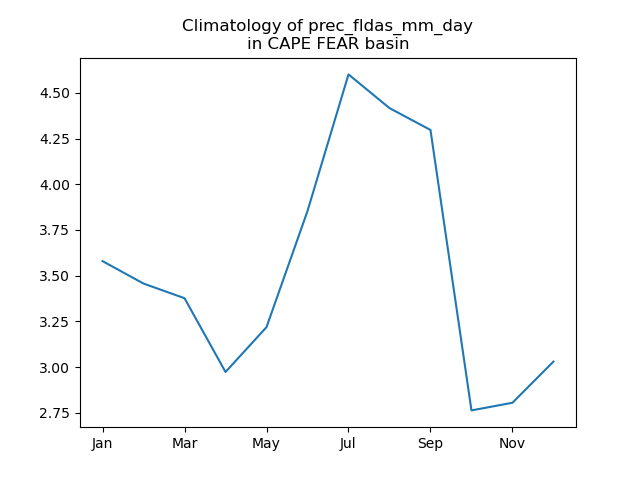 Climatology of prec_fldas_mm_day
in CAPE FEAR basin
4.50
4.25
4.00
3.75
3.50
3.25
3.00
2.75
Jan Mar May Jul Sep Nov